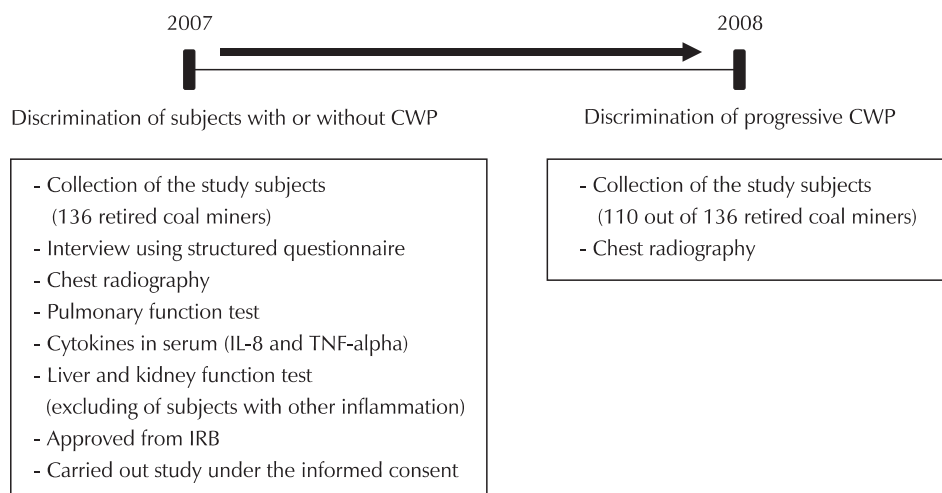 2007
2008
Discrimination of subjects with or without CWP
Discrimination of progressive CWP
- Collection of the study subjects
(136 retired coal miners)
- Interview using structured questionnaire
- Chest radiography
- Pulmonary function test
- Cytokines in serum (IL-8 and TNF-alpha)
- Liver and kidney function test
(excluding of subjects with other inflammation)
- Approved from IRB
- Carried out study under the informed consent
- Collection of the study subjects
(110 out of 136 retired coal miners)
- Chest radiography